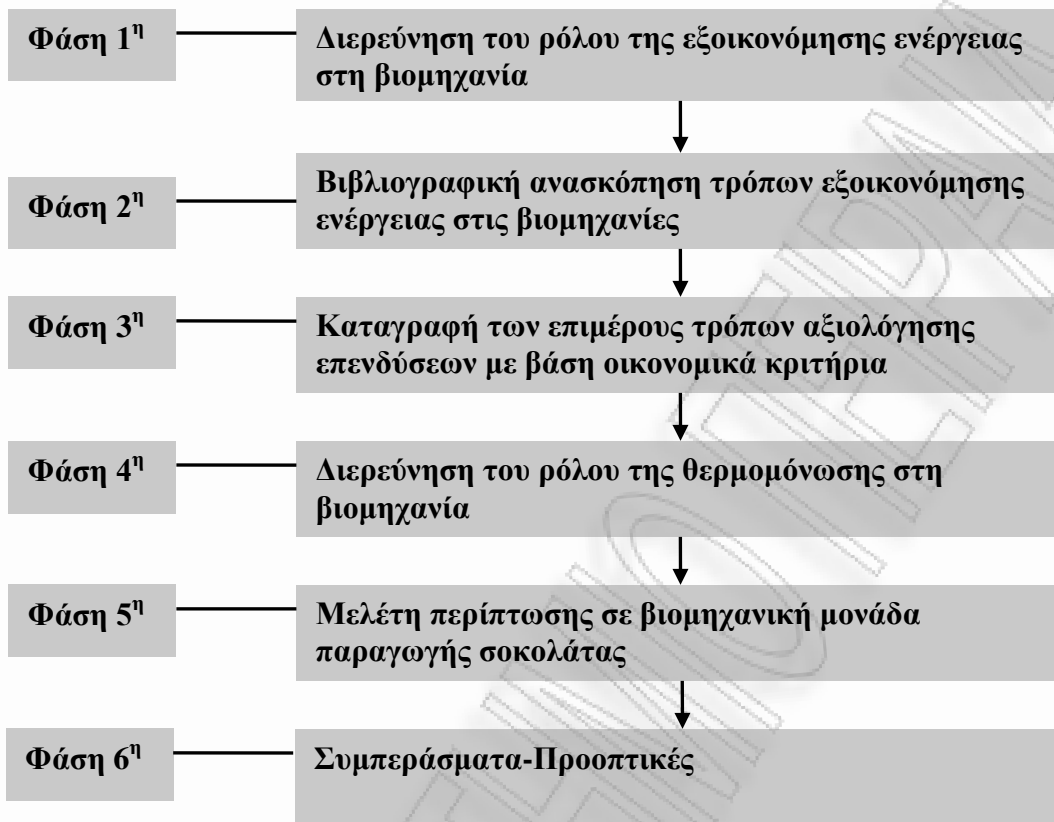 Φάση 1η
Διερεύνηση του ρόλου της εξοικονόμησης ενέργειας
στη βιομηχανία
Φάση 2η
Βιβλιογραφική ανασκόπηση τρόπων εξοικονόμησης
ενέργειας στις βιομηχανίες
Φάση 3η
Καταγραφή των επιμέρους τρόπων αξιολόγησης
επενδύσεων με βάση οικονομικά κριτήρια
Φάση 4η
Διερεύνηση του ρόλου της θερμομόνωσης στη
βιομηχανία
Φάση 5η
Μελέτη περίπτωσης σε βιομηχανική μονάδα
παραγωγής σοκολάτας
Φάση 6η
Συμπεράσματα-Προοπτικές